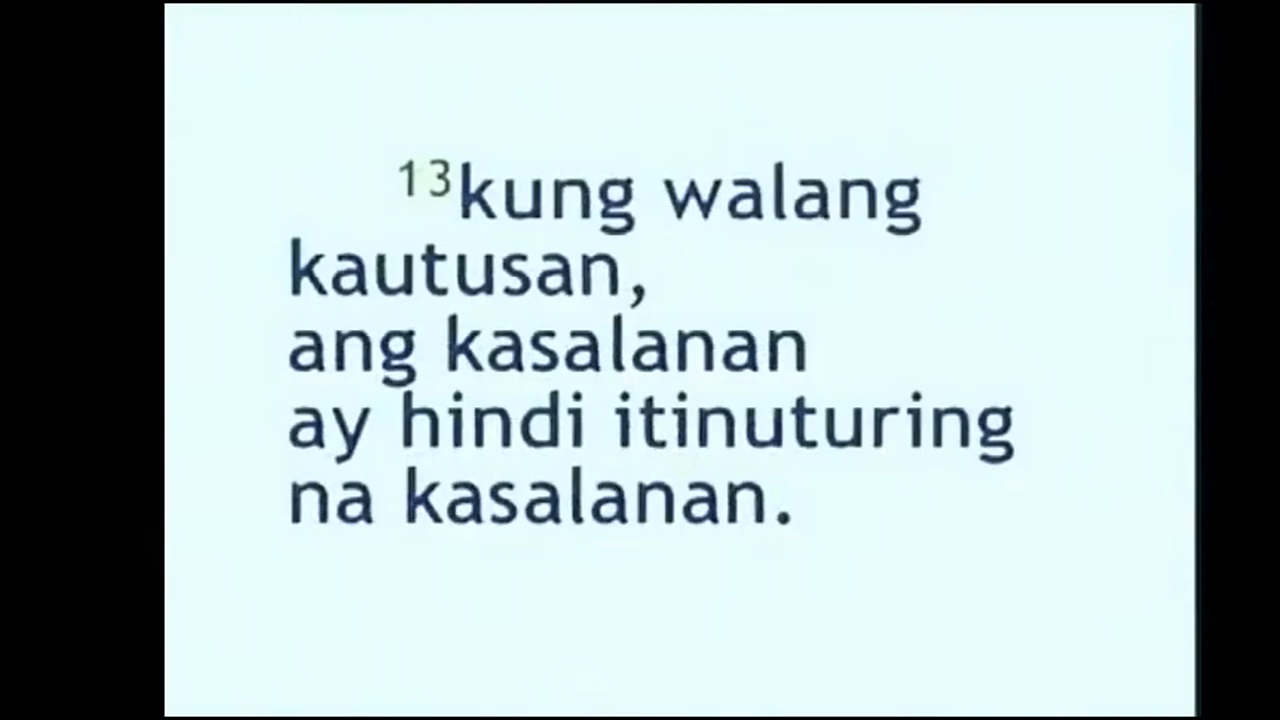 ¹³kung walang
kautusan,
ang kasalanan
ay hindi itinuturing
na kasalanan.